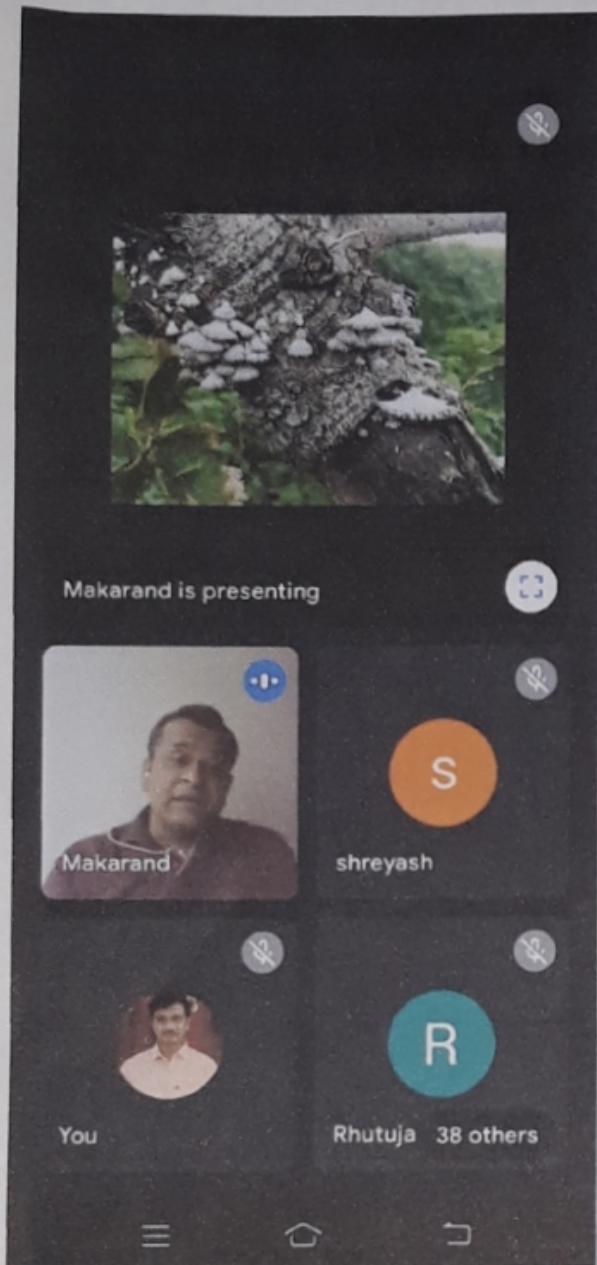 Makarand is presenting
S
Makarand
shreyash
R
You
Rhutuja 38 others